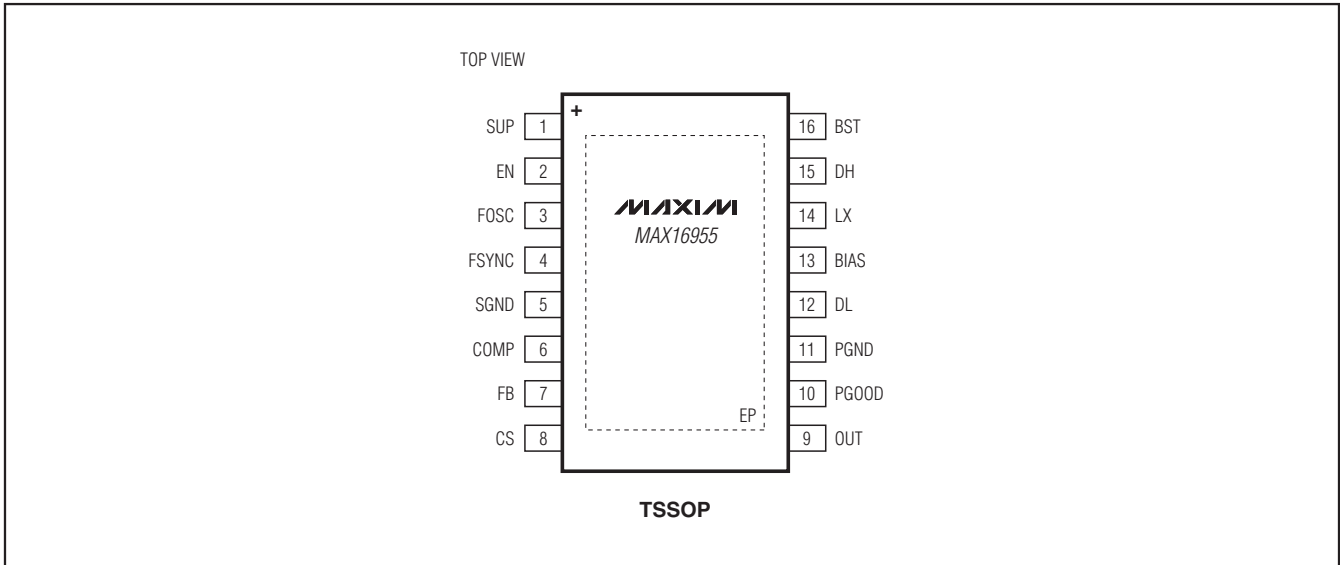 TOP VIEW
+
SUP 1
EN 2
FOSC 3
FSYNC 4
SGND 5
COMP 6
FB 7
CS 8
MAXIM
MAX16955
EP
16 BST
15 DH
14 LX
13 BIAS
12 DL
11 PGND
10 PGOOD
9 OUT
TSSOP